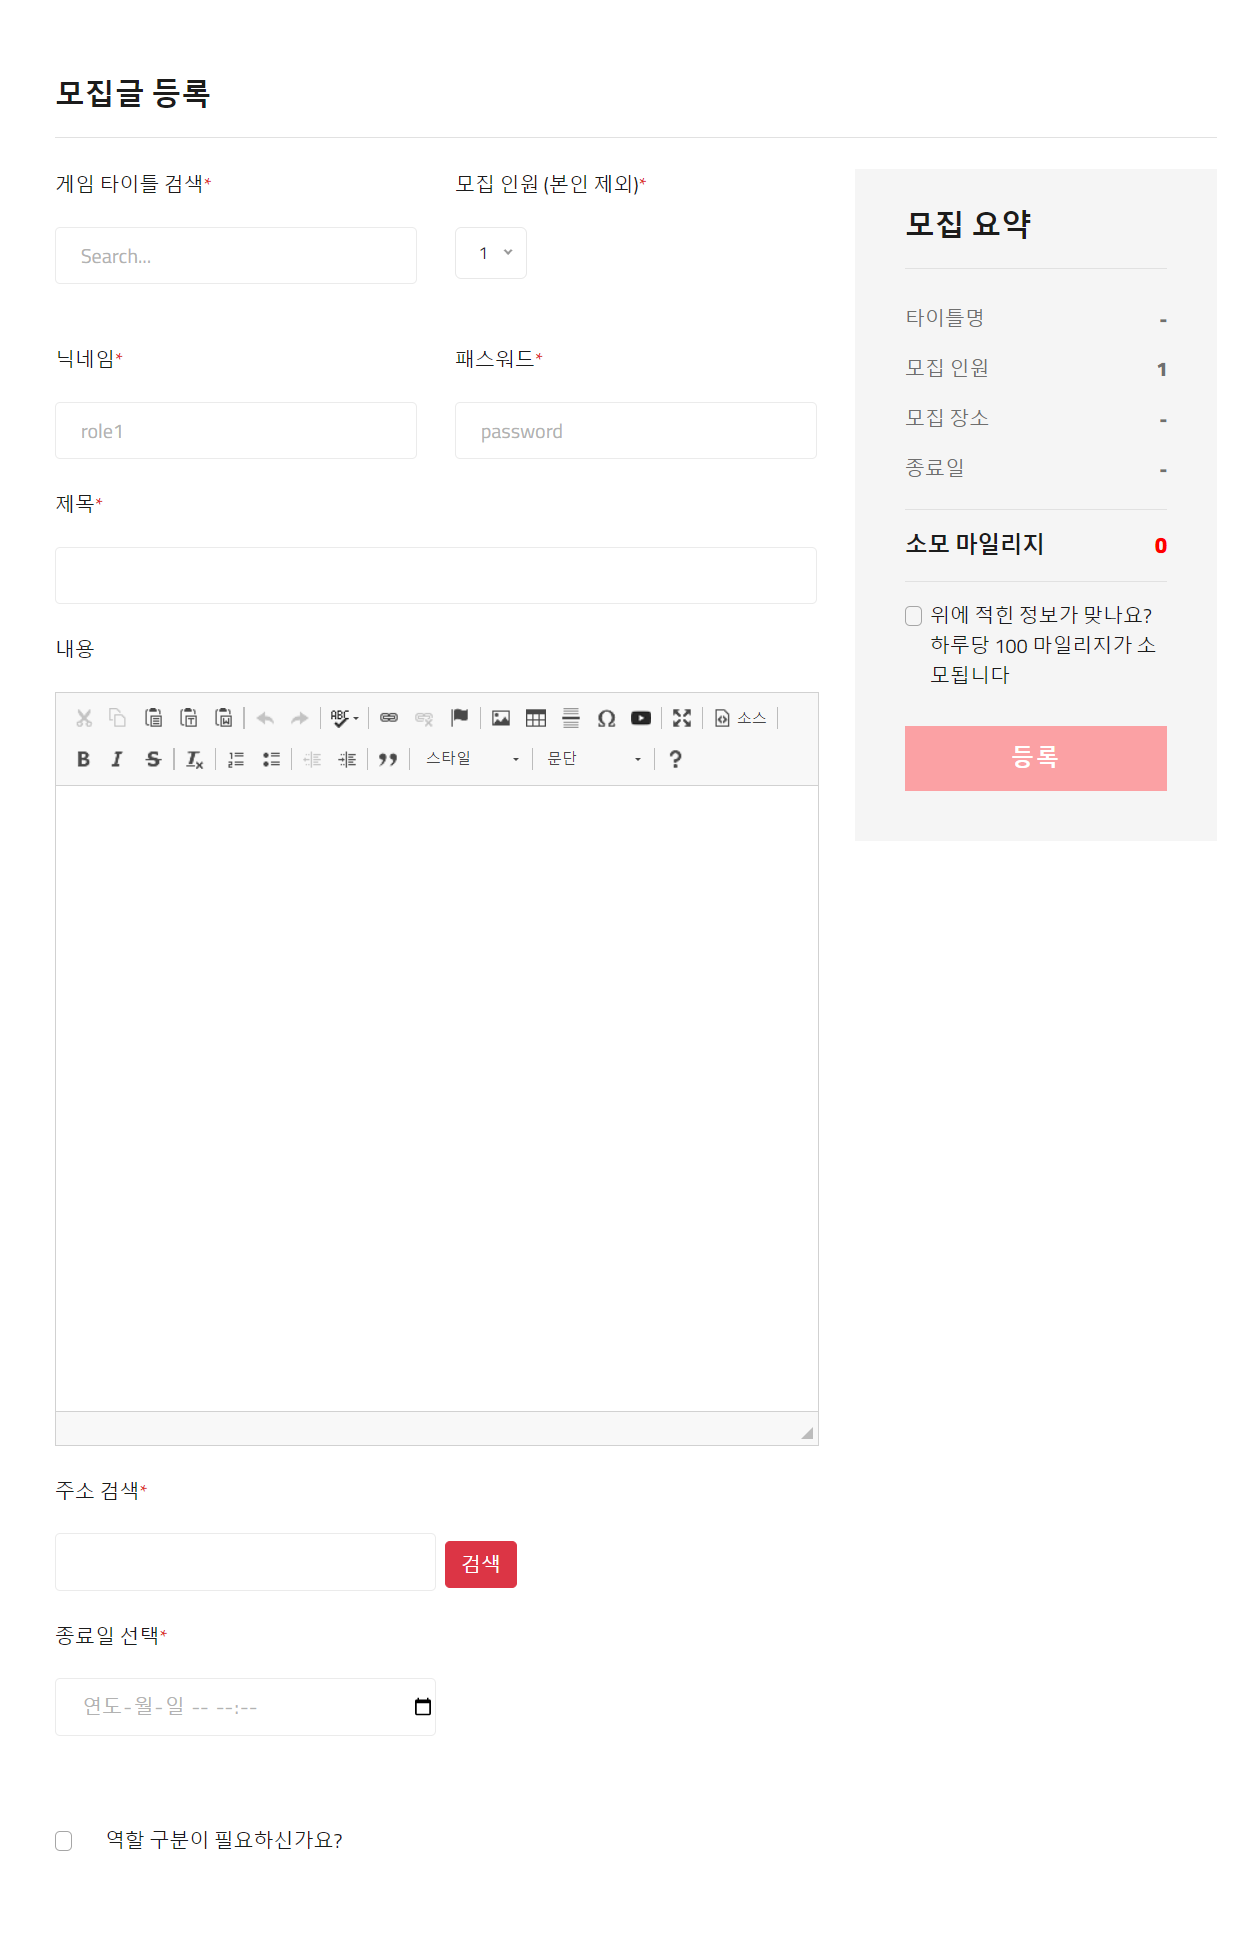 모집글 등록
게임 타이틀 검색*
모집 인원 (본인 제외)*
Search...
1
닉네임*
패스워드*
role1
password
제목*
내용
ABC
소스
B I S Tx
스타일
문단
?
주소 검색*
검색
종료일 선택*
연도-월-일 -- --:--
역할 구분이 필요하신가요?
모집 요약
타이틀명 -
모집 인원 1
모집 장소 -
종료일 -
소모 마일리지 0
위에 적힌 정보가 맞나요?
하루당 100 마일리지가 소
모됩니다
등록